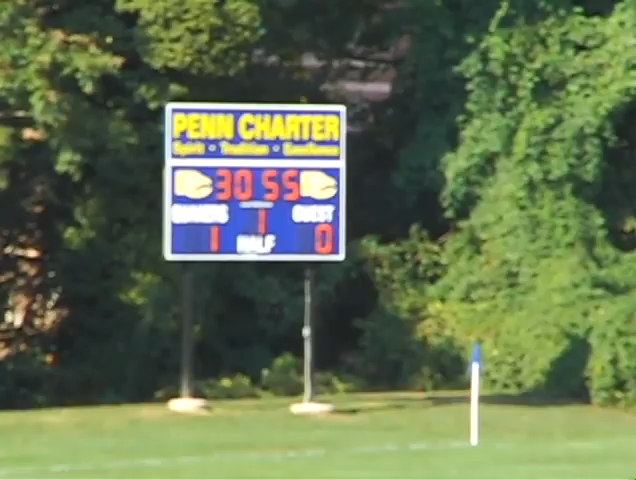 PENN CHARTER
Spirit • Tradition • Excellence
30 55
QUAKERS 1 GUEST
1 HALF 0